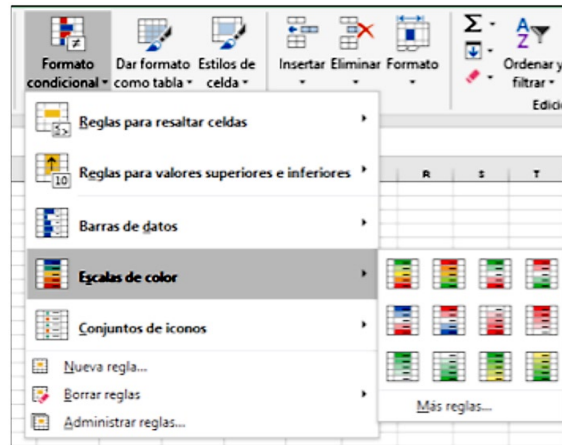 Formato condicional
Dar formato como tabla
Estilos de celda
Insertar
Eliminar
Formato
Σ
A
Z
Ordenar y filtrar
Edici
Reglas para resaltar celdas
10
Reglas para valores superiores e inferiores
R
S
T
Barras de datos
Escalas de color
Conjuntos de iconos
Nueva regla...
Borrar reglas
Administrar reglas...
Más reglas...